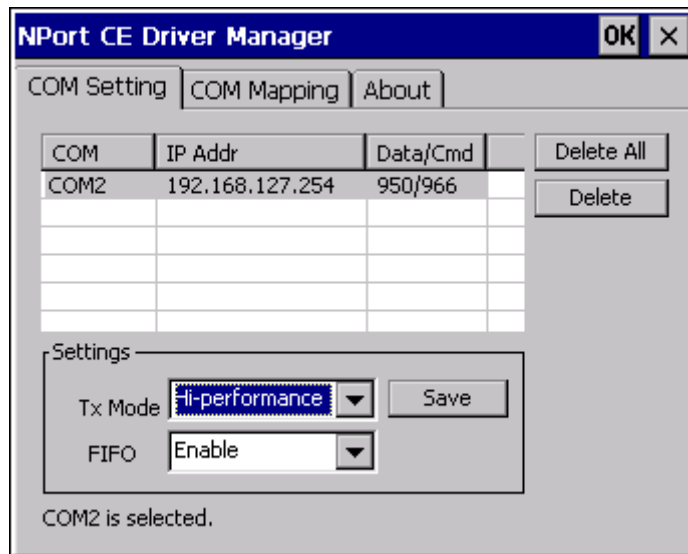 NPort CE Driver Manager OK ×
COM Setting COM Mapping About
COM IP Addr Data/Cmd Delete All
COM2 192.168.127.254 950/966
Delete
Settings
Tx Mode Hi-performance Save
FIFO Enable
COM2 is selected.